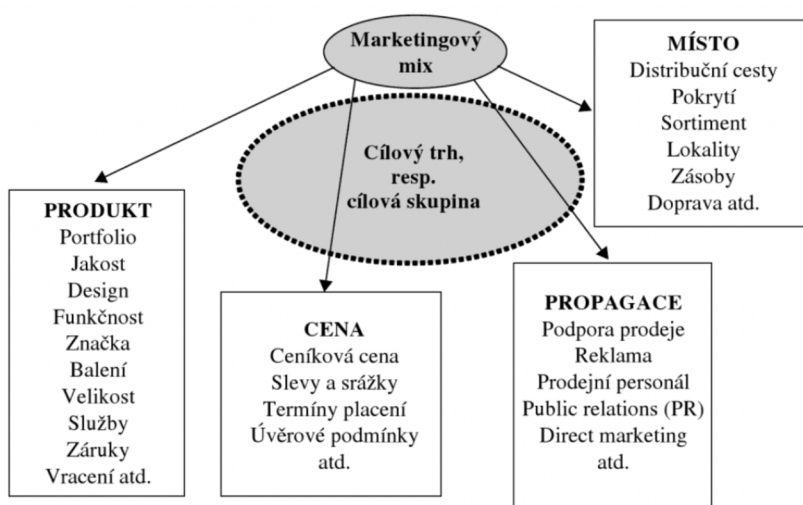 Marketingový
mix
Cílový trh,
resp.
cílová skupina
PRODUKT
Portfolio
Jakost
Design
Funkčnost
Značka
Balení
Velikost
Služby
Záruky
Vracení atd.
CENA
Ceníková cena
Slevy a srážky
Termíny placení
Úvěrové podmínky
atd.
PROPAGACE
Podpora prodeje
Reklama
Prodejní personál
Public relations (PR)
Direct marketing
atd.
MÍSTO
Distribuční cesty
Pokrytí
Sortiment
Lokality
Zásoby
Doprava atd.